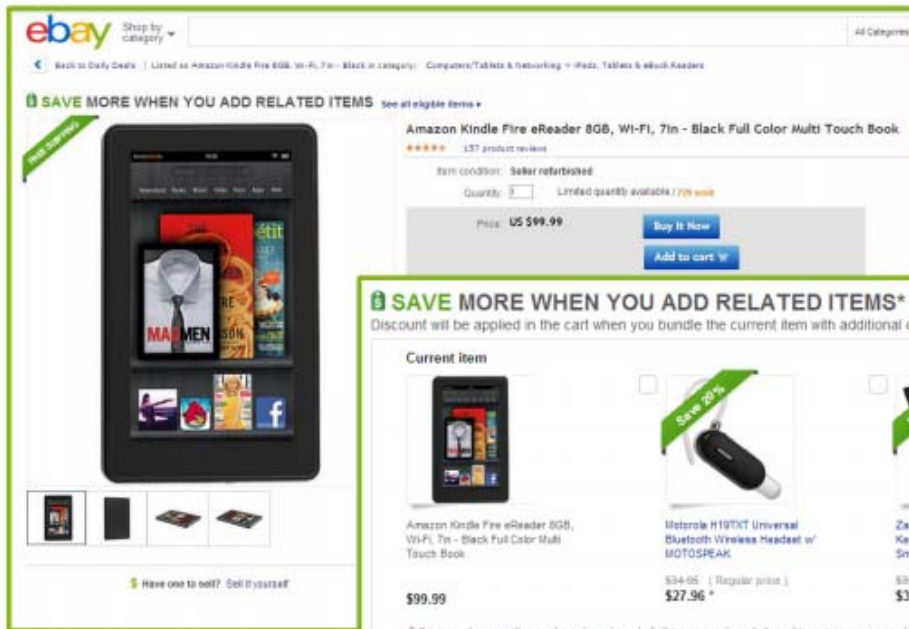 ebay
Shop by
category
All Categories
Back to Daily Deals | Listed as Amazon Kindle Fire 8GB, Wi-Fi, 7in - Black in category: Computers/Tablets & Networking > iPads, Tablets & eBook Readers
SAVE MORE WHEN YOU ADD RELATED ITEMS See all eligible items
FREE SHIPPING
Amazon Kindle Fire eReader 8GB, Wi-Fi, 7in - Black Full Color Multi Touch Book
157 product reviews
Item condition: Seller refurbished
Quantity: 1 Limited quantity available / 729 sold
Price: US $99.99
Buy It Now
Add to cart
MAD MEN
étit
$ Have one to sell? Sell it yourself
SAVE MORE WHEN YOU ADD RELATED ITEMS*
Discount will be applied in the cart when you bundle the current item with additional
Current item
Save 20%
Amazon Kindle Fire eReader 8GB,
Wi-Fi, 7in - Black Full Color Multi
Touch Book
$99.99
Motorola H19TXT Universal
Bluetooth Wireless Headset w/
MOTOSPEAK
$34.95 ( Regular price )
$27.96 *